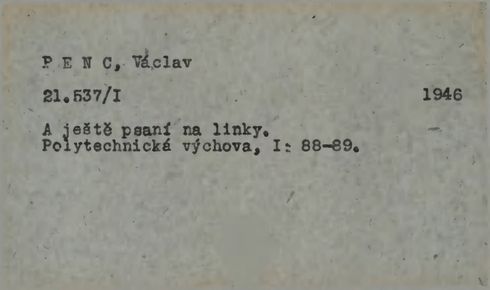 P E N C, Václav
21.537/I 1946
A ještě psaní na linky.
Polytechnická výchova, I: 88-89.